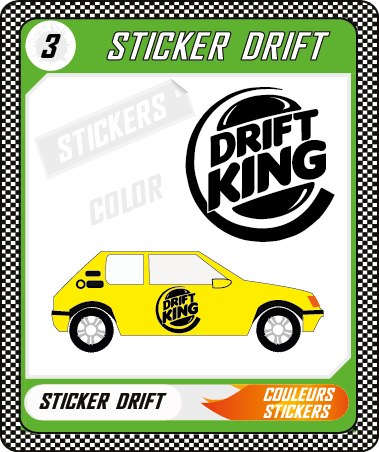 3
STICKER DRIFT
STICKERS
DRIFT
KING
COLOR
DRIFT
KING
STICKER DRIFT
COULEURS
STICKERS